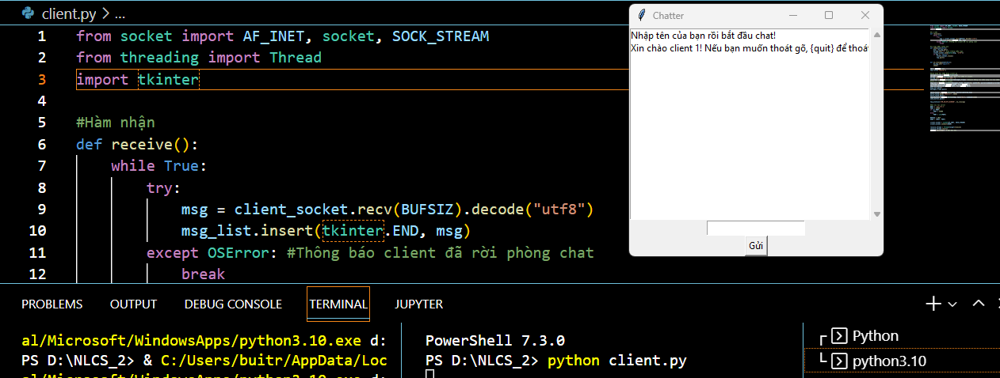 client.py > ...
1 from socket import AF_INET, socket, SOCK_STREAM
2 from threading import Thread
3 import tkinter
4
5 #Hàm nhận
6 def receive():
7 while True:
8 try:
9 msg = client_socket.recv(BUFSIZ).decode("utf8")
10 msg_list.insert(tkinter.END, msg)
11 except OSError: #Thông báo client đã rời phòng chat
12 break
Chatter
Nhập tên của bạn rồi bắt đầu chat!
Xin chào client 1! Nếu bạn muốn thoát gõ, {quit} để thoá
Gửi
PROBLEMS OUTPUT DEBUG CONSOLE TERMINAL JUPYTER
al/Microsoft/WindowsApps/python3.10.exe d:
PS D:\NLCS_2> & C:/Users/buitr/AppData/Loc
al/Microsoft/WindowsApps/python3.10.exe d:
PowerShell 7.3.0
PS D:\NLCS_2> python client.py
Python
python3.10